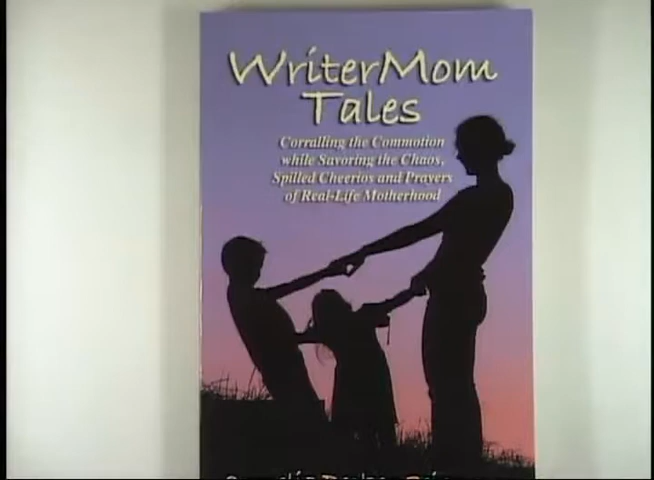 WriterMom
Tales
Corralling the Commotion
while Savoring the Chaos,
Spilled Cheerios and Prayers
of Real-Life Motherhood